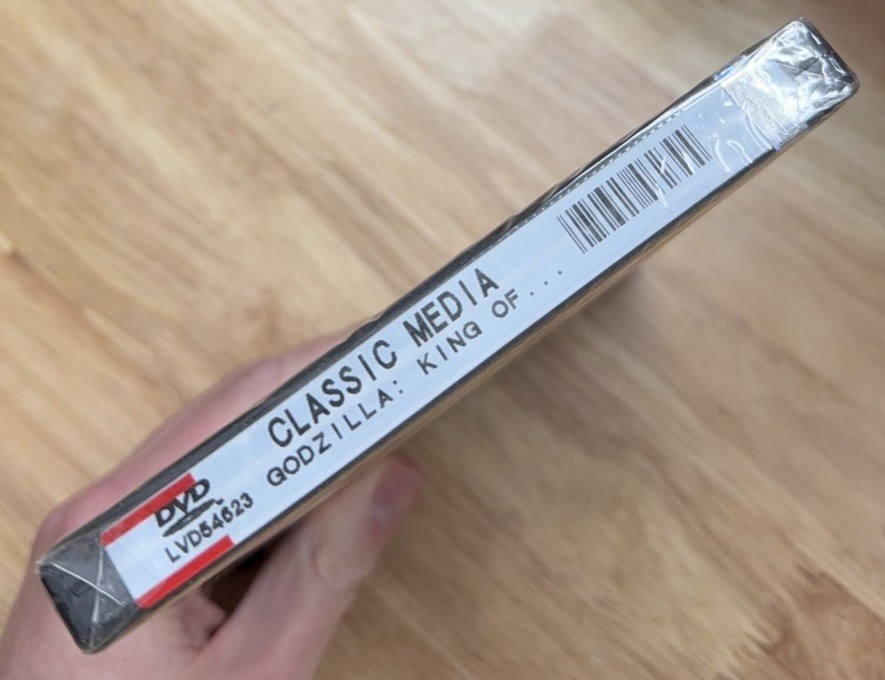 CLASSIC MEDIA
GODZILLA: KING OF...
DVD
LVD54623